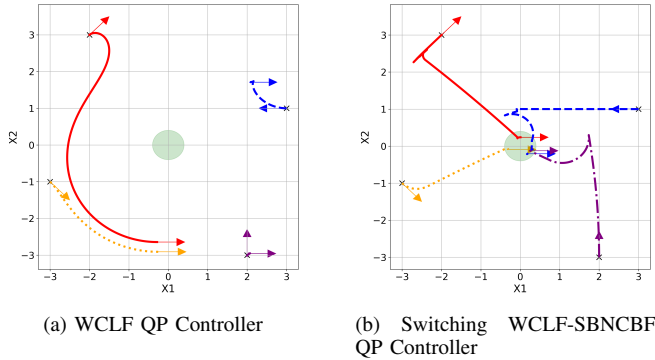 3
2
1
0
−1
−2
−3
X2
−3 −2 −1 0 1 2 3
X1
(a) WCLF QP Controller
3
2
1
0
−1
−2
−3
X2
−3 −2 −1 0 1 2 3
X1
(b) Switching WCLF-SBNCBF
QP Controller